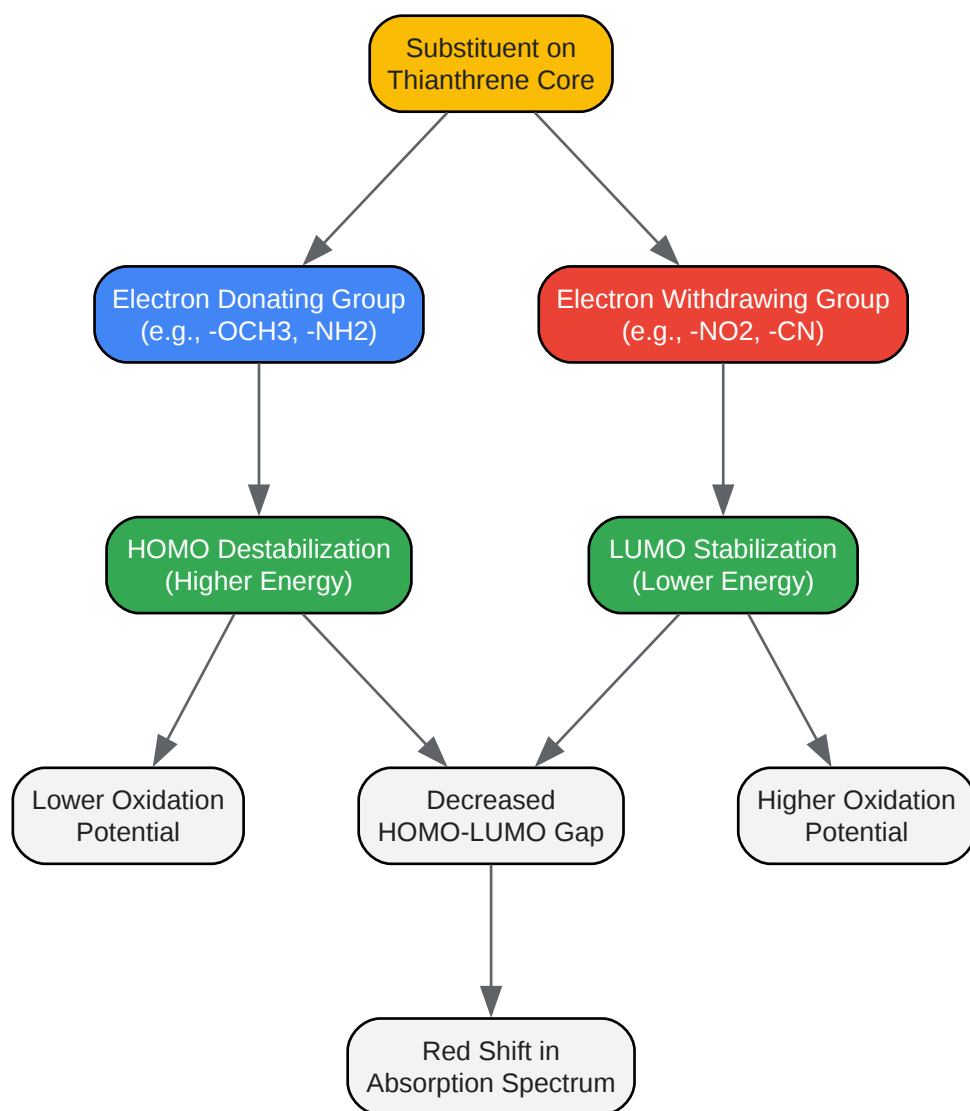 Substituent on
Thianthrene Core
Electron Donating Group
(e.g., -OCH3, -NH2)
Electron Withdrawing Group
(e.g., -NO2, -CN)
HOMO Destabilization
(Higher Energy)
LUMO Stabilization
(Lower Energy)
Lower Oxidation
Potential
Decreased
HOMO-LUMO Gap
Higher Oxidation
Potential
Red Shift in
Absorption Spectrum